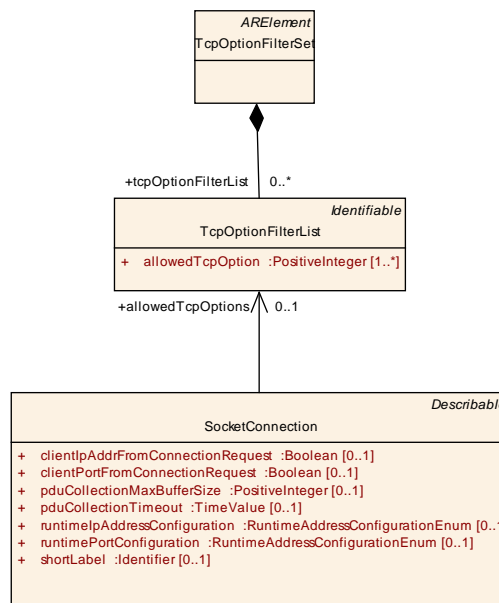 ARElement
TcpOptionFilterSet
+tcpOptionFilterList 0..*
Identifiable
TcpOptionFilterList
+ allowedTcpOption :PositiveInteger [1..*]
+allowedTcpOptions 0..1
Describable
SocketConnection
+ clientIpAddrFromConnectionRequest :Boolean [0..1]
+ clientPortFromConnectionRequest :Boolean [0..1]
+ pduCollectionMaxBufferSize :PositiveInteger [0..1]
+ pduCollectionTimeout :TimeValue [0..1]
+ runtimeIpAddressConfiguration :RuntimeAddressConfigurationEnum [0..1
+ runtimePortConfiguration :RuntimeAddressConfigurationEnum [0..1]
+ shortLabel :Identifier [0..1]